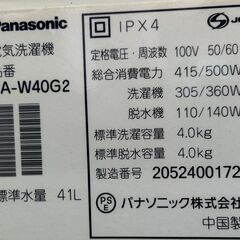 Panasonic
電気洗濯機
品番
A-W40G2
標準水量 41L
IPX4
定格電圧・周波数 100V 50/60
総合消費電力 415/500W
洗濯機 305/360W
脱水機 110/140W
標準洗濯容量 4.0kg
標準脱水容量 4.0kg
製造番号 2052400172
PSE
パナソニック株式会
中国製